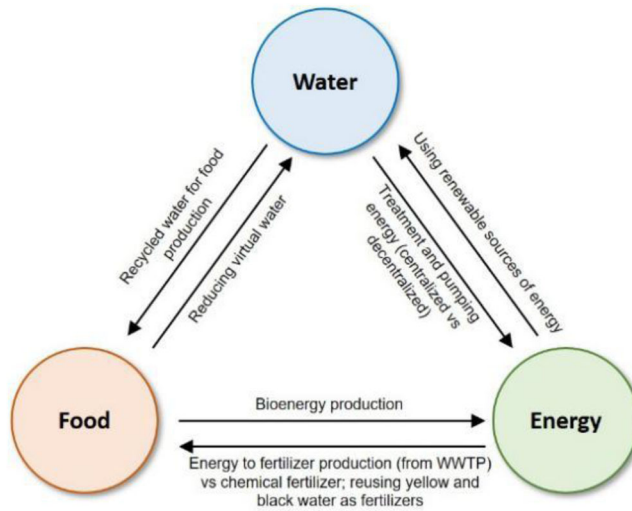 Water
Recycled water for food
production
Reducing virtual water
Treatment and pumping
energy (centralized vs
decentralized)
Using renewable sources of energy
Food
Energy
Bioenergy production
Energy to fertilizer production (from WWTP)
vs chemical fertilizer; reusing yellow and
black water as fertilizers